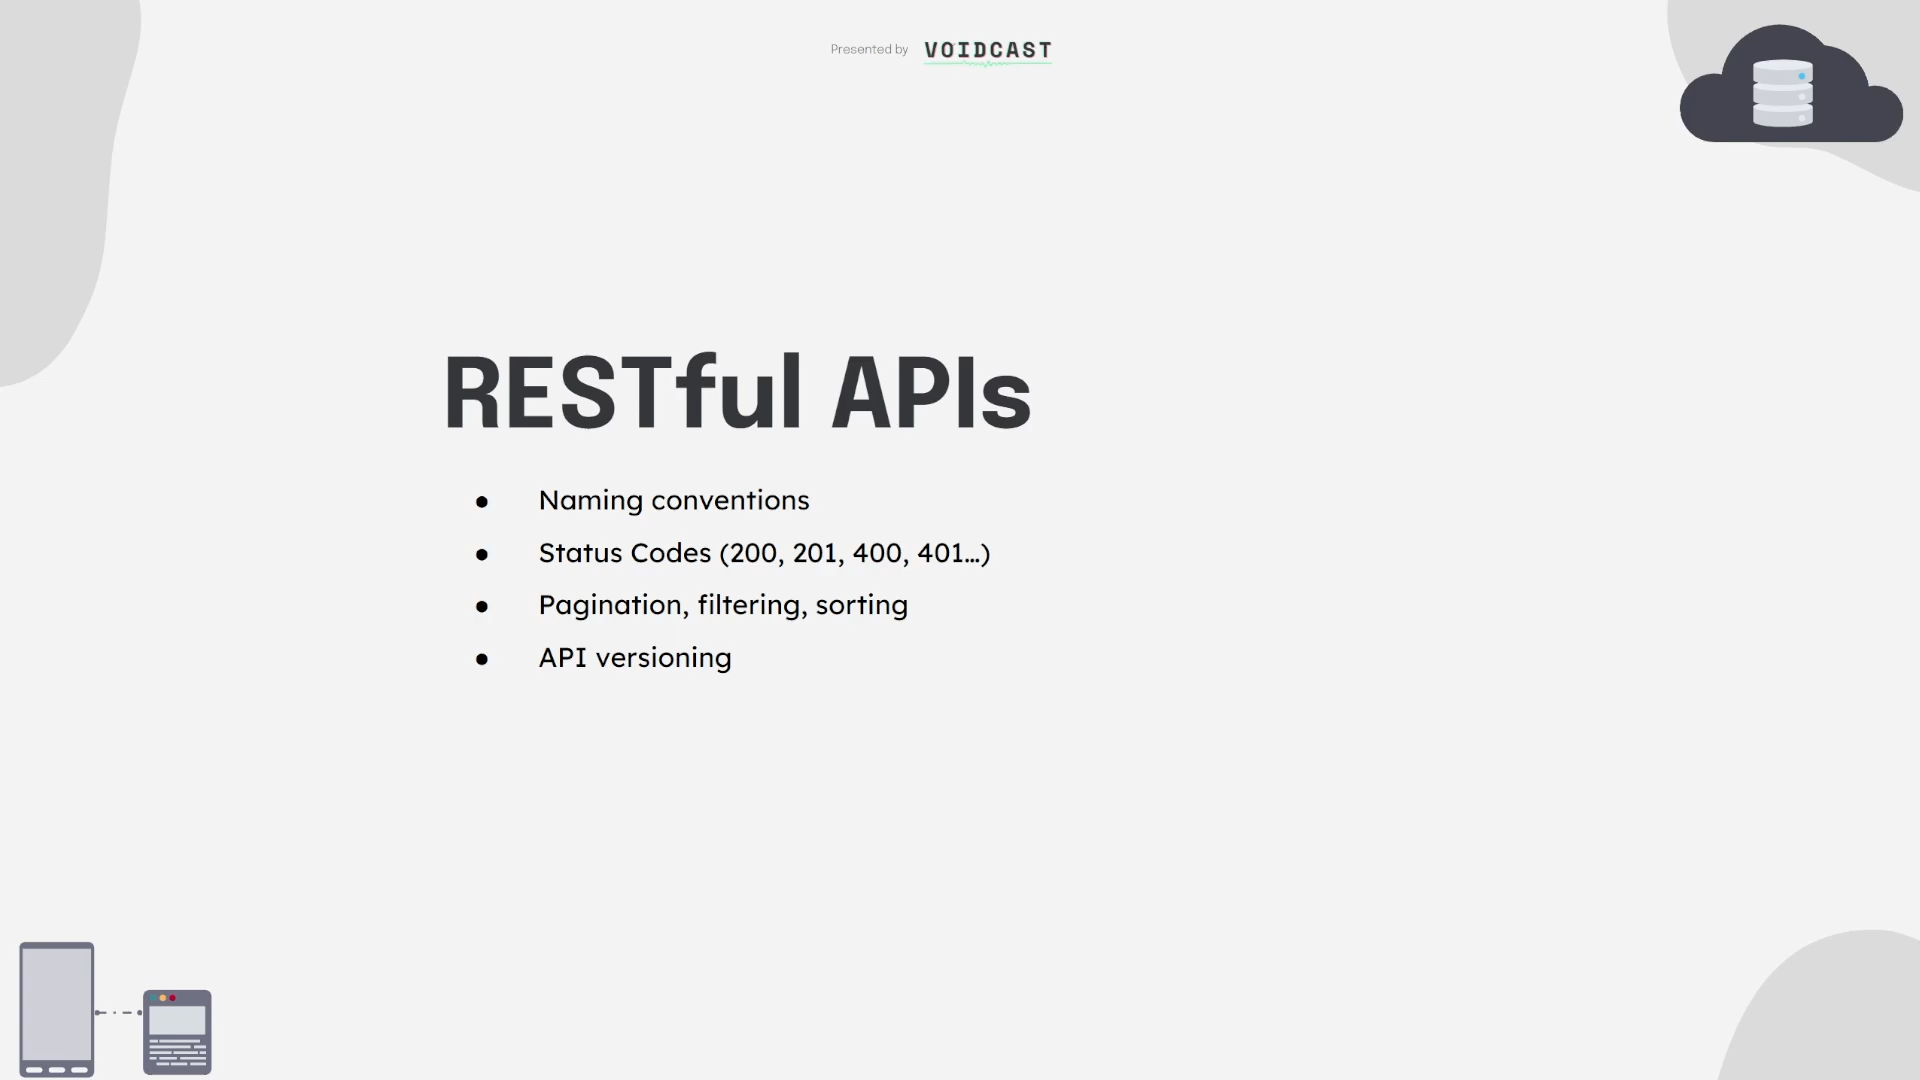 Presented by VOIDCAST
RESTful APIs
● Naming conventions
● Status Codes (200, 201, 400, 401...)
● Pagination, filtering, sorting
● API versioning